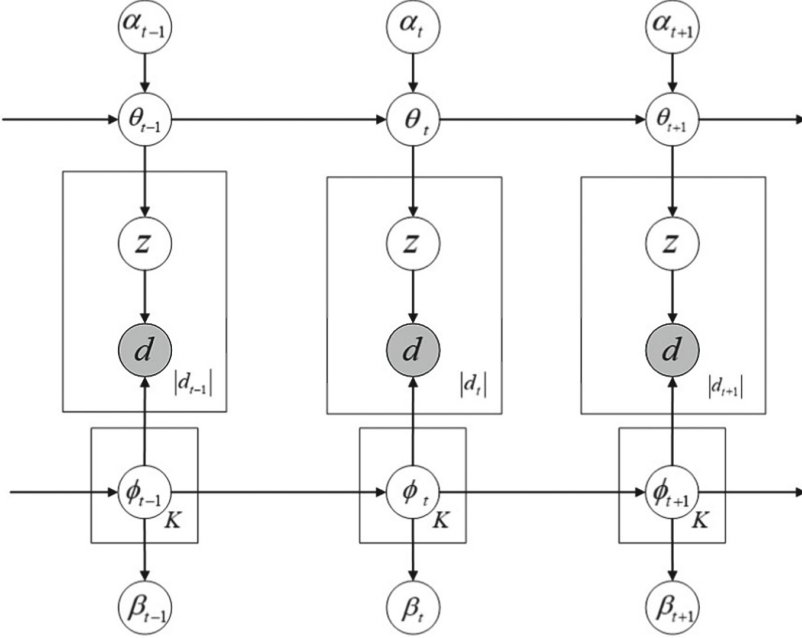 α_{t-1} α_t α_{t+1}
θ_{t-1} θ_t θ_{t+1}
z z z
d d d
|d_{t-1}| |d_t| |d_{t+1}|
ϕ_{t-1} ϕ_t ϕ_{t+1}
K K K
β_{t-1} β_t β_{t+1}